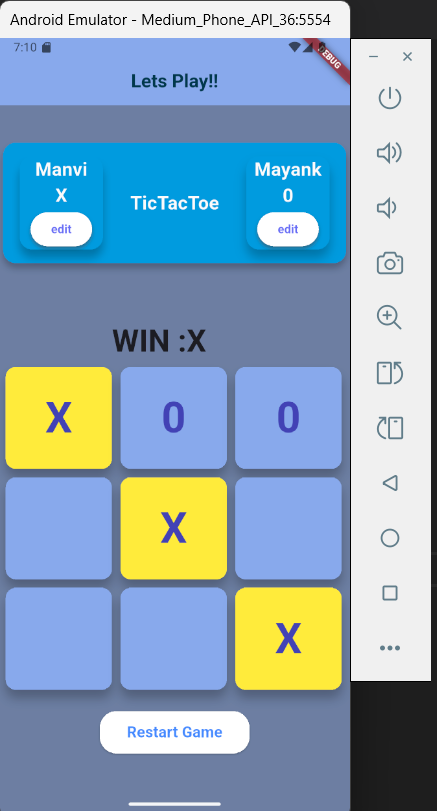 Android Emulator - Medium_Phone_API_36:5554
7:10
Lets Play!!
Manvi
X
edit
TicTacToe
Mayank
0
edit
WIN :X
X 0 0
X
X
Restart Game